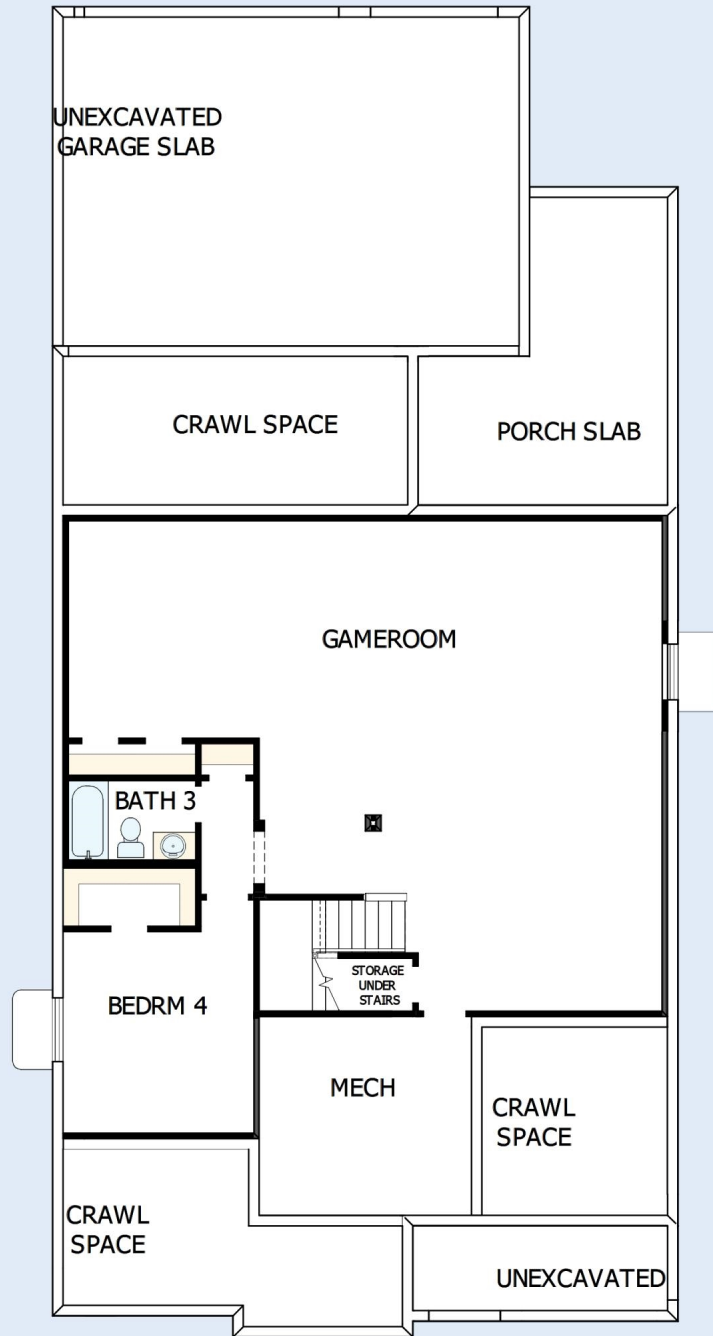 UNEXCAVATED
GARAGE SLAB
CRAWL SPACE
PORCH SLAB
GAMEROOM
BATH 3
STORAGE
UNDER
STAIRS
BEDRM 4
MECH
CRAWL
SPACE
CRAWL
SPACE
UNEXCAVATED